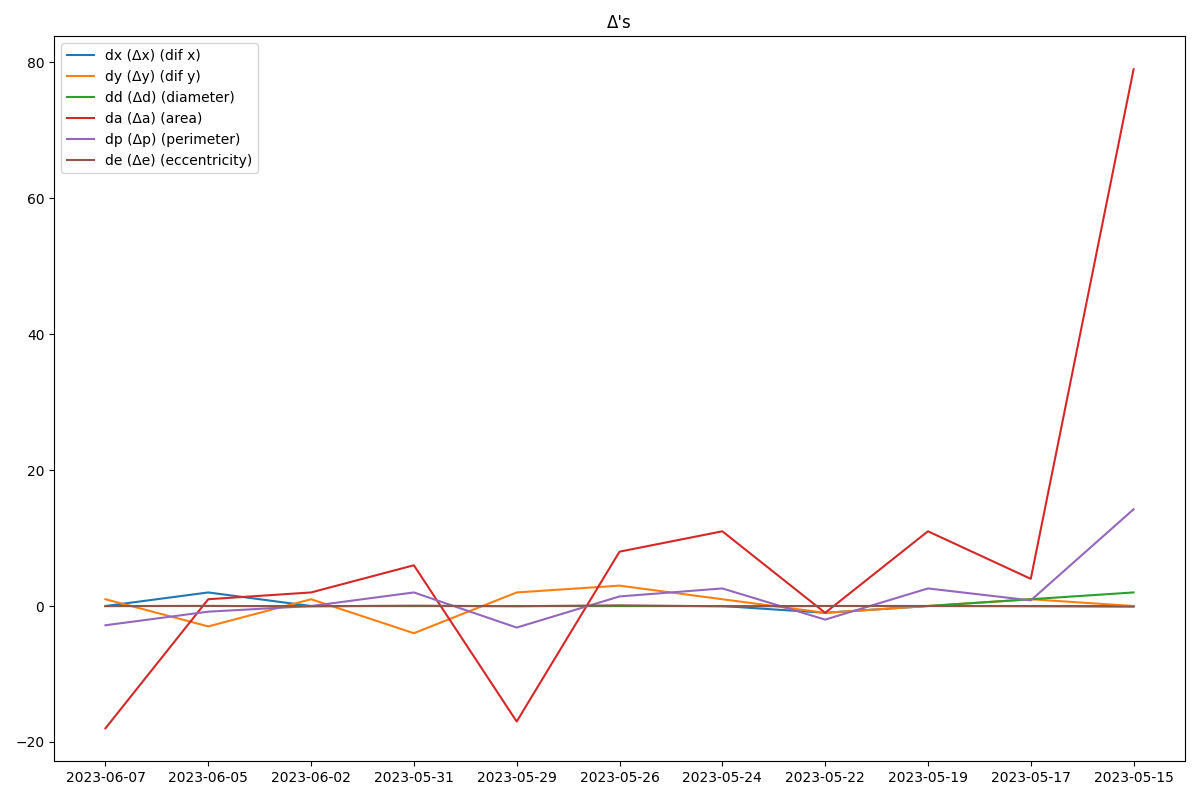 Δ's
dx (Δx) (dif x)
dy (Δy) (dif y)
dd (Δd) (diameter)
da (Δa) (area)
dp (Δp) (perimeter)
de (Δe) (eccentricity)
80
60
40
20
0
−20
2023-06-07 2023-06-05 2023-06-02 2023-05-31 2023-05-29 2023-05-26 2023-05-24 2023-05-22 2023-05-19 2023-05-17 2023-05-15